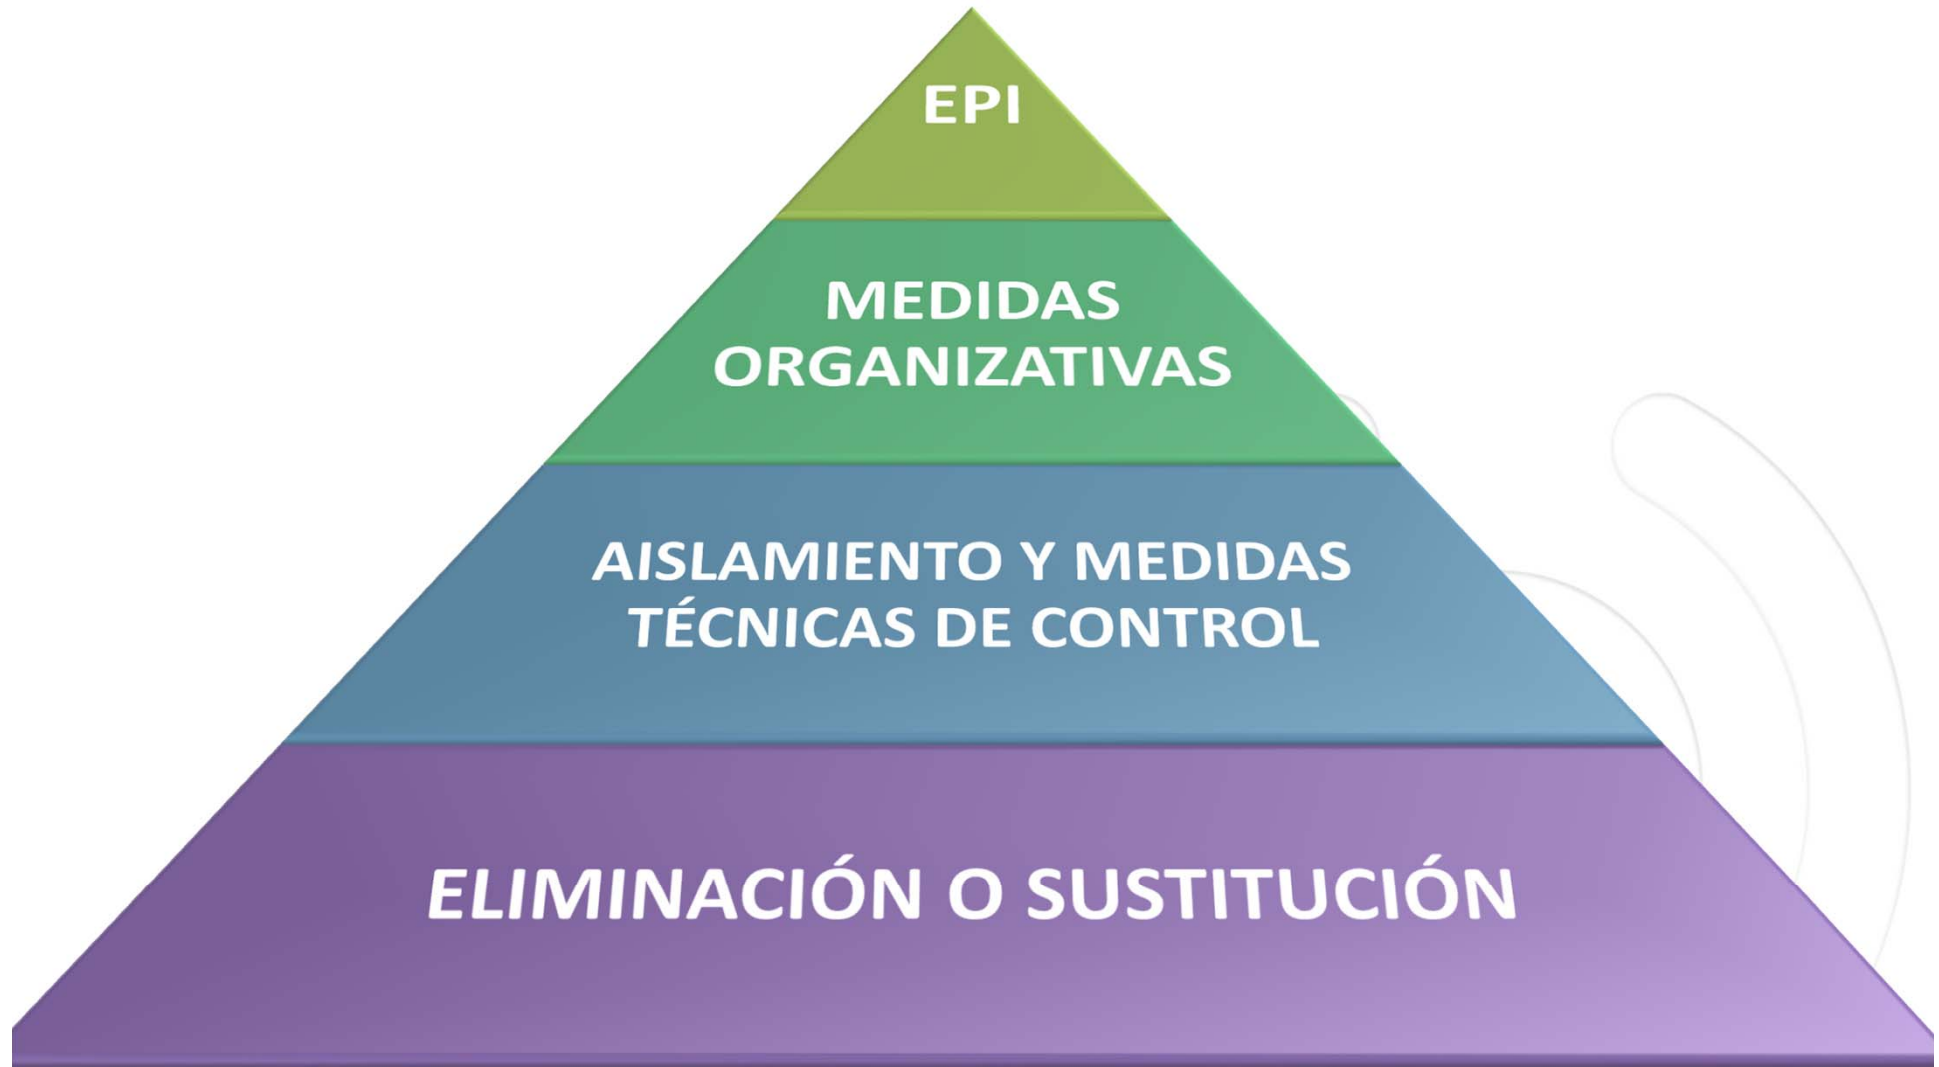 EPI
MEDIDAS
ORGANIZATIVAS
AISLAMIENTO Y MEDIDAS
TÉCNICAS DE CONTROL
ELIMINACIÓN O SUSTITUCIÓN